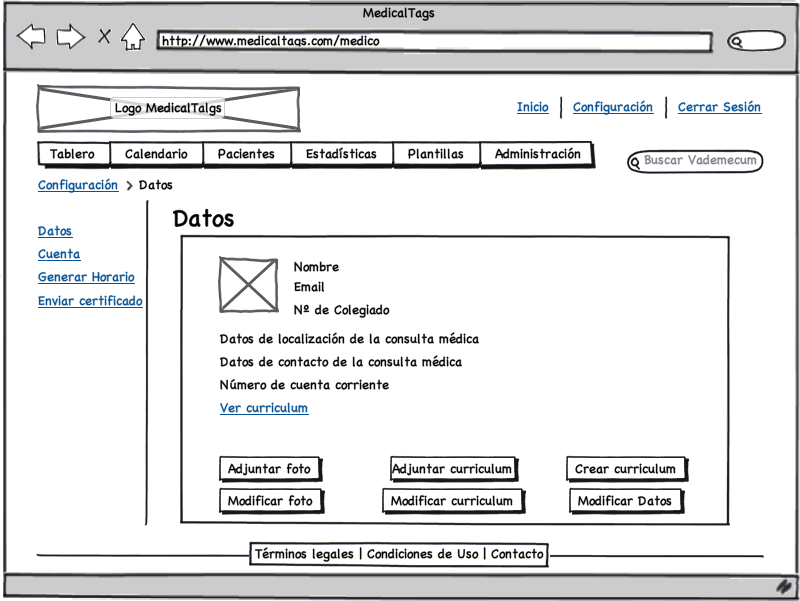 MedicalTags
http://www.medicaltags.com/medico
Logo MedicalTalgs
Inicio | Configuración | Cerrar Sesión
Tablero Calendario Pacientes Estadísticas Plantillas Administración
Buscar Vademecum
Configuración > Datos
Datos
Cuenta
Generar Horario
Enviar certificado
Datos
Nombre
Email
Nº de Colegiado
Datos de localización de la consulta médica
Datos de contacto de la consulta médica
Número de cuenta corriente
Ver curriculum
Adjuntar foto Adjuntar curriculum Crear curriculum
Modificar foto Modificar curriculum Modificar Datos
Términos legales | Condiciones de Uso | Contacto